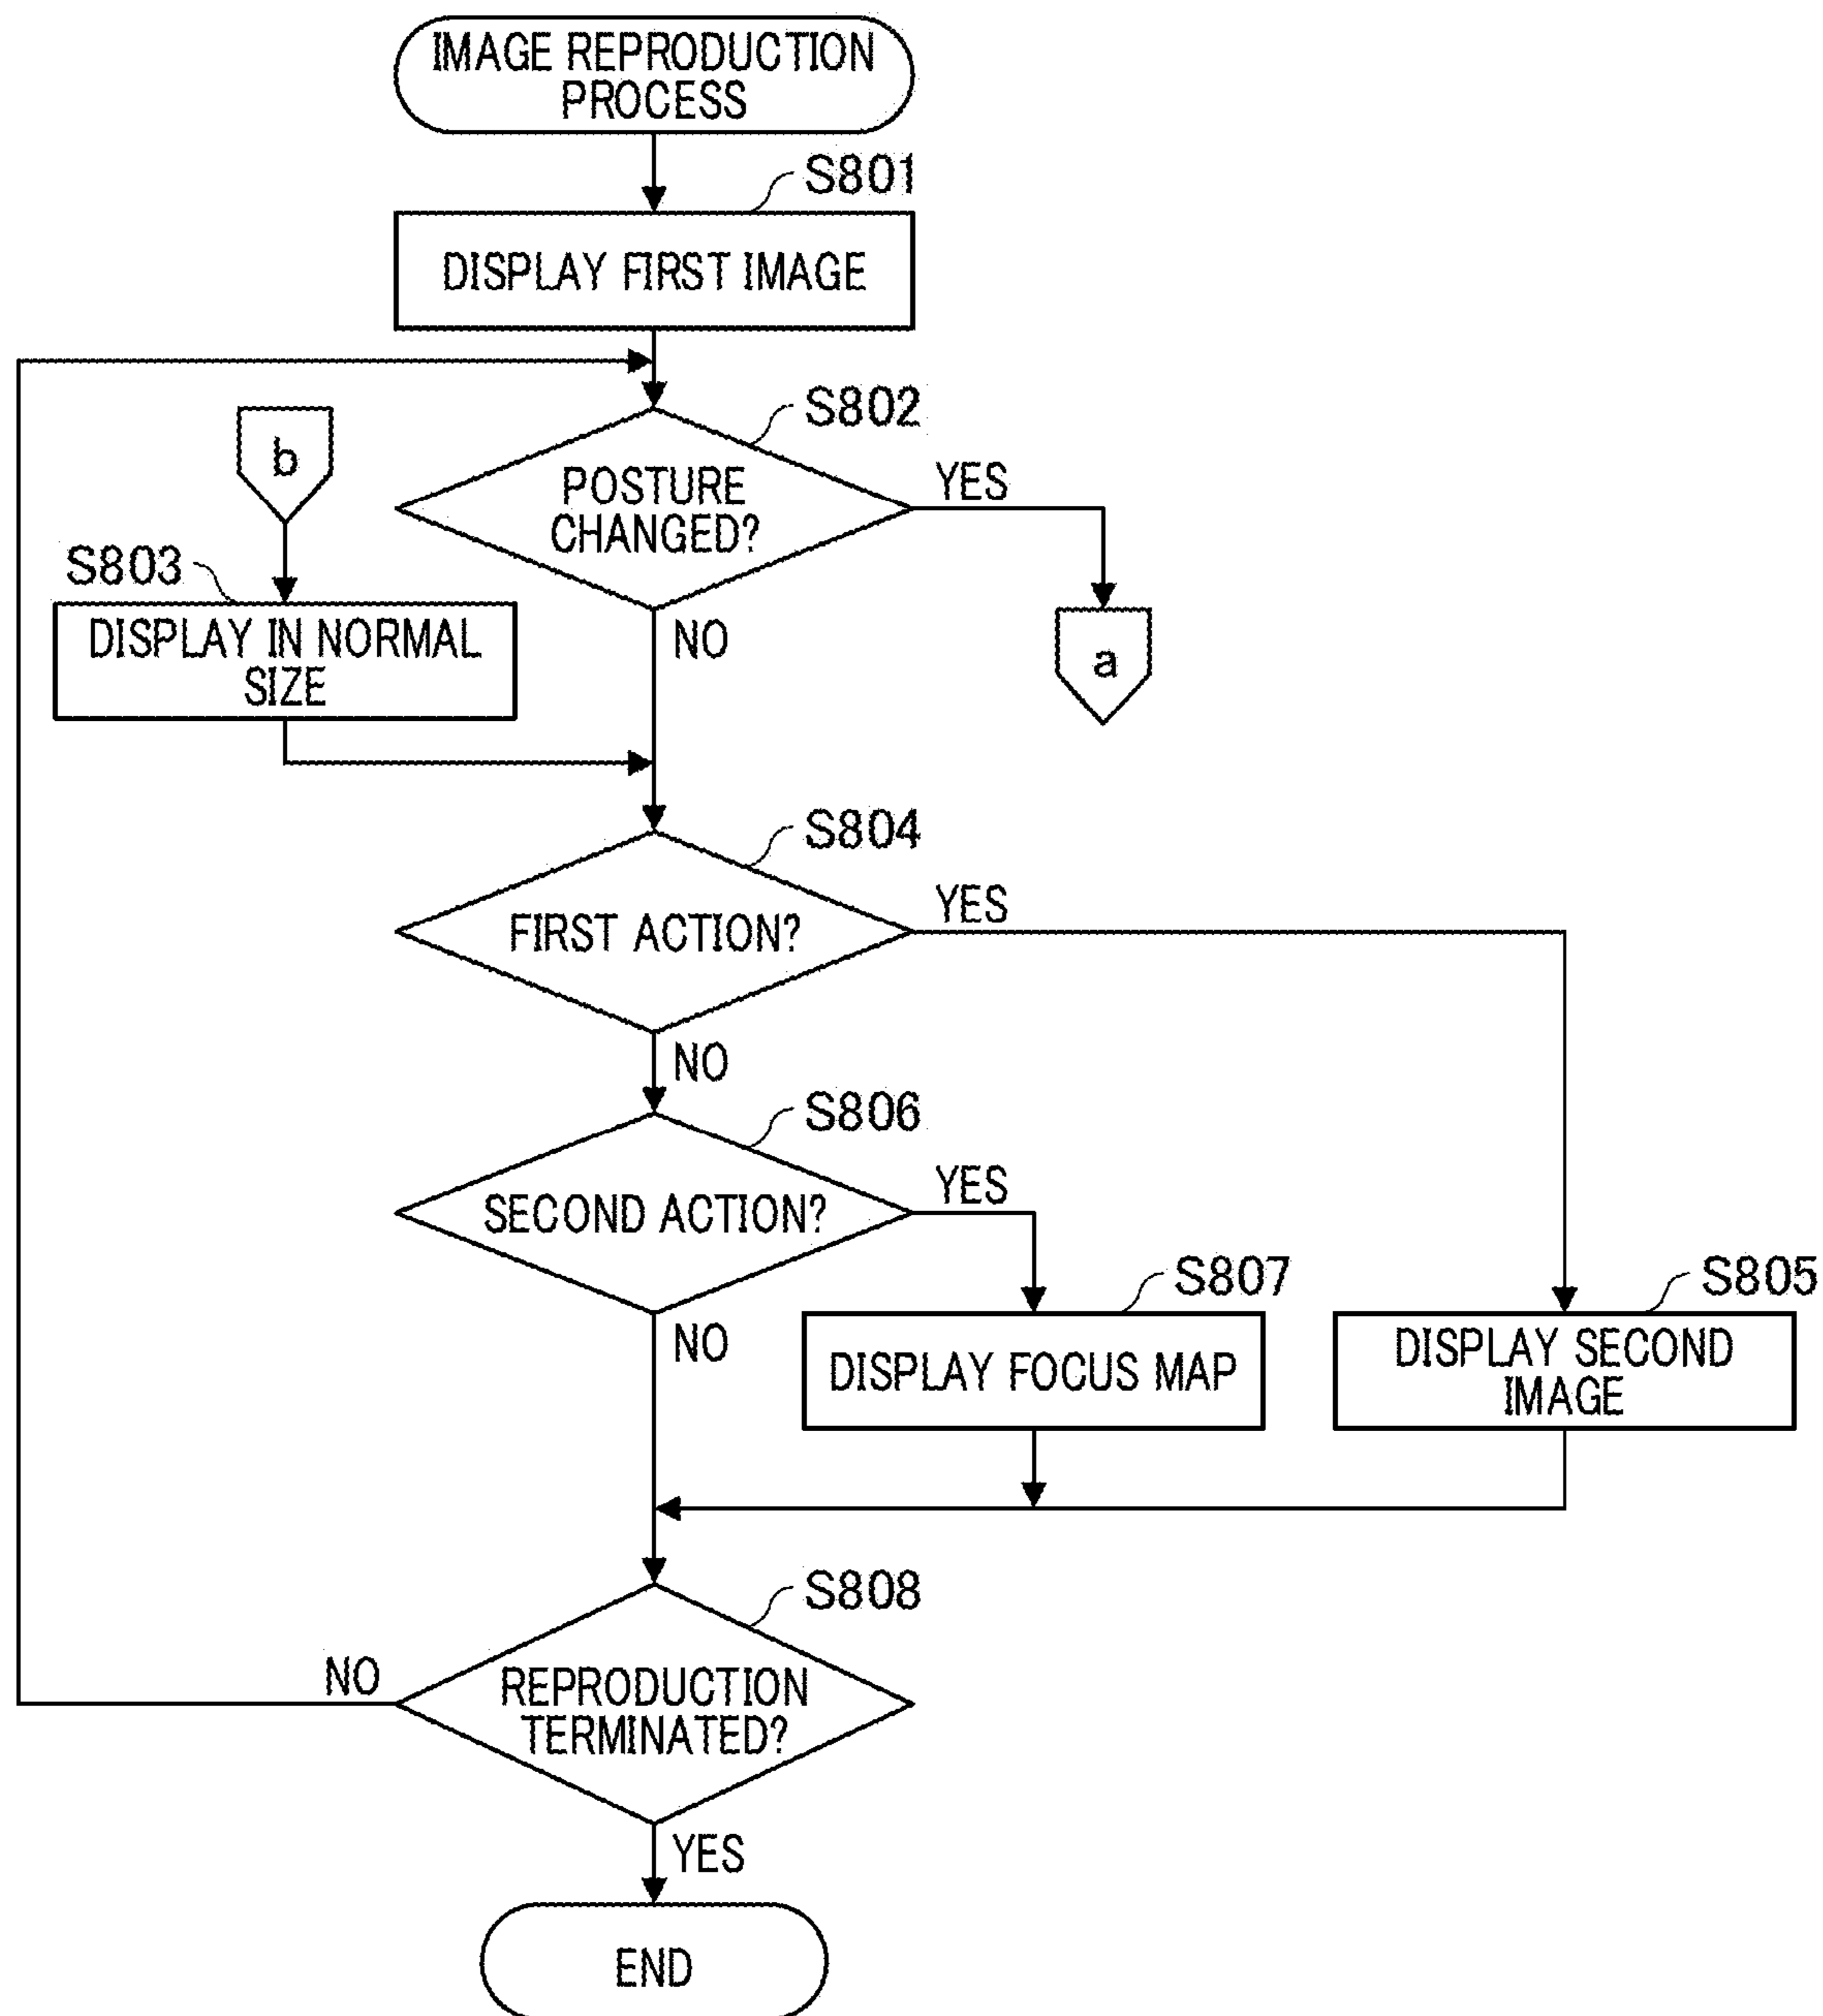 IMAGE REPRODUCTION
PROCESS
S801
DISPLAY FIRST IMAGE
S802
b
POSTURE
CHANGED?
YES
S803
DISPLAY IN NORMAL
SIZE
NO
a
S804
FIRST ACTION?
YES
NO
S806
SECOND ACTION?
YES
S807
S805
NO
DISPLAY FOCUS MAP
DISPLAY SECOND
IMAGE
S808
NO
REPRODUCTION
TERMINATED?
YES
END